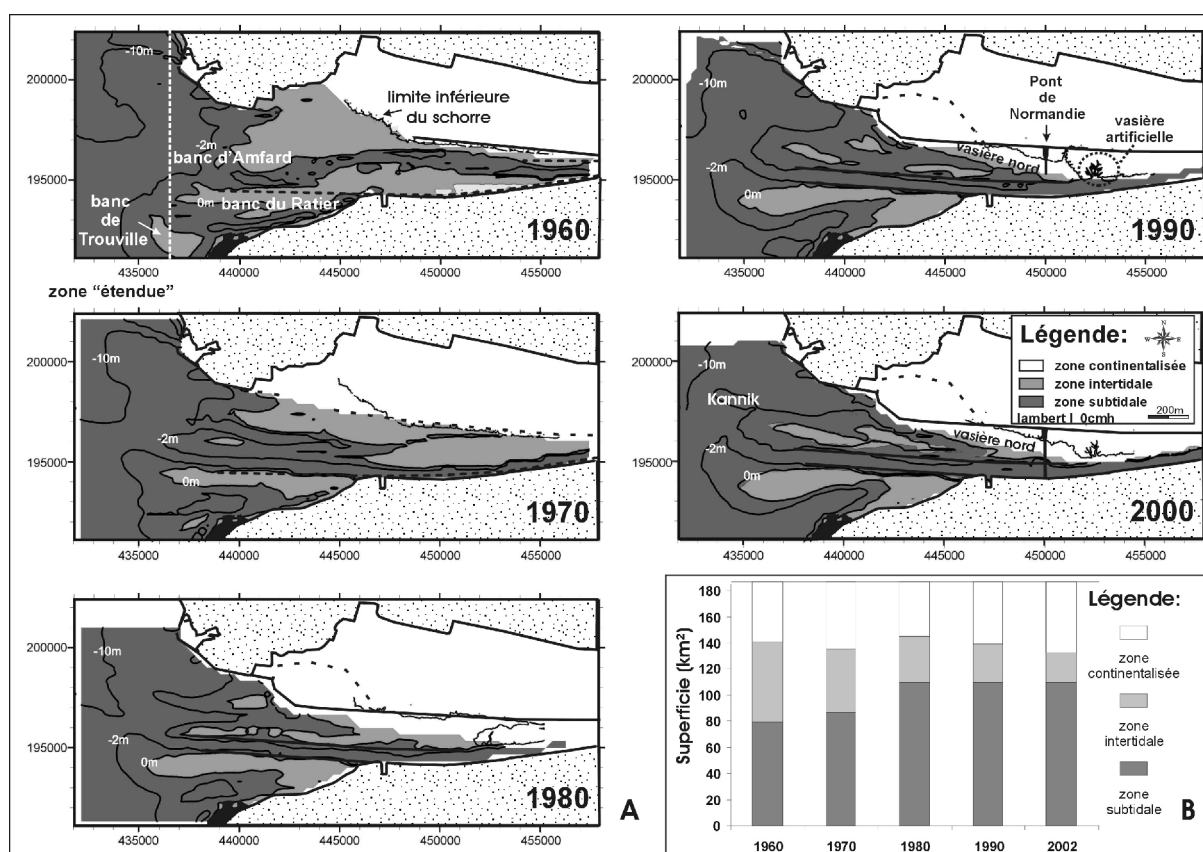 -10m
200000
limite inférieure
du schorre
-2m
banc d'Amfard
195000
0m
banc du Ratier
banc
de
Trouville
1960
435000 440000 445000 450000 455000
zone "étendue"
-10m
200000
Pont
de
Normandie
vasière
artificielle
vasière nord
-2m
195000
0m
1990
435000 440000 445000 450000 455000
-10m
200000
-2m
195000
0m
1970
435000 440000 445000 450000 455000
-10m
200000
Légende:
N
W E
S
zone continentalisée
zone intertidale
zone subtidale
lambert I 0cmh
200m
Kannik
vasière nord
-2m
195000
0m
2000
435000 440000 445000 450000 455000
-10m
200000
-2m
195000
0m
1980
A
435000 440000 445000 450000 455000
Superficie (km²)
180
160
140
120
100
80
60
40
20
0
1960 1970 1980 1990 2002
Légende:
zone
continentalisée
zone
intertidale
zone
subtidale
B